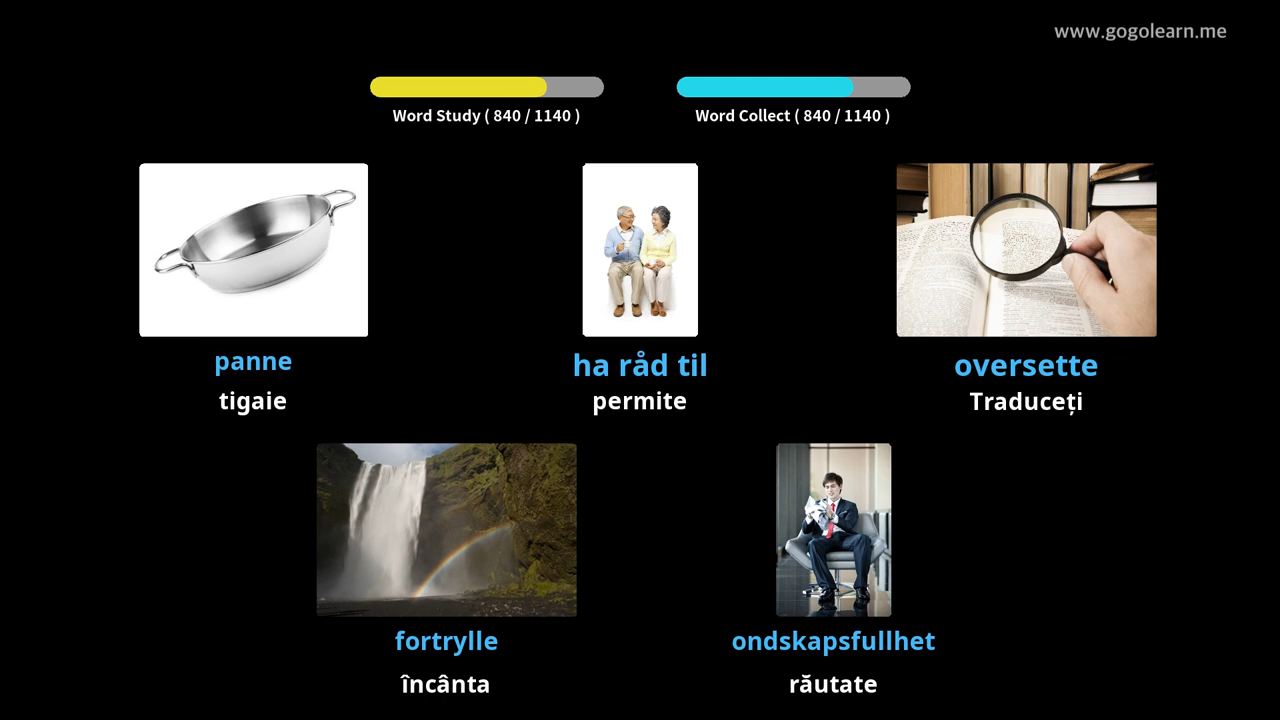 www.gogolearn.me
Word Study ( 840 / 1140 )
Word Collect ( 840 / 1140 )
panne
tigaie
ha råd til
permite
oversette
Traduceți
fortrylle
încânta
ondskapsfullhet
răutate